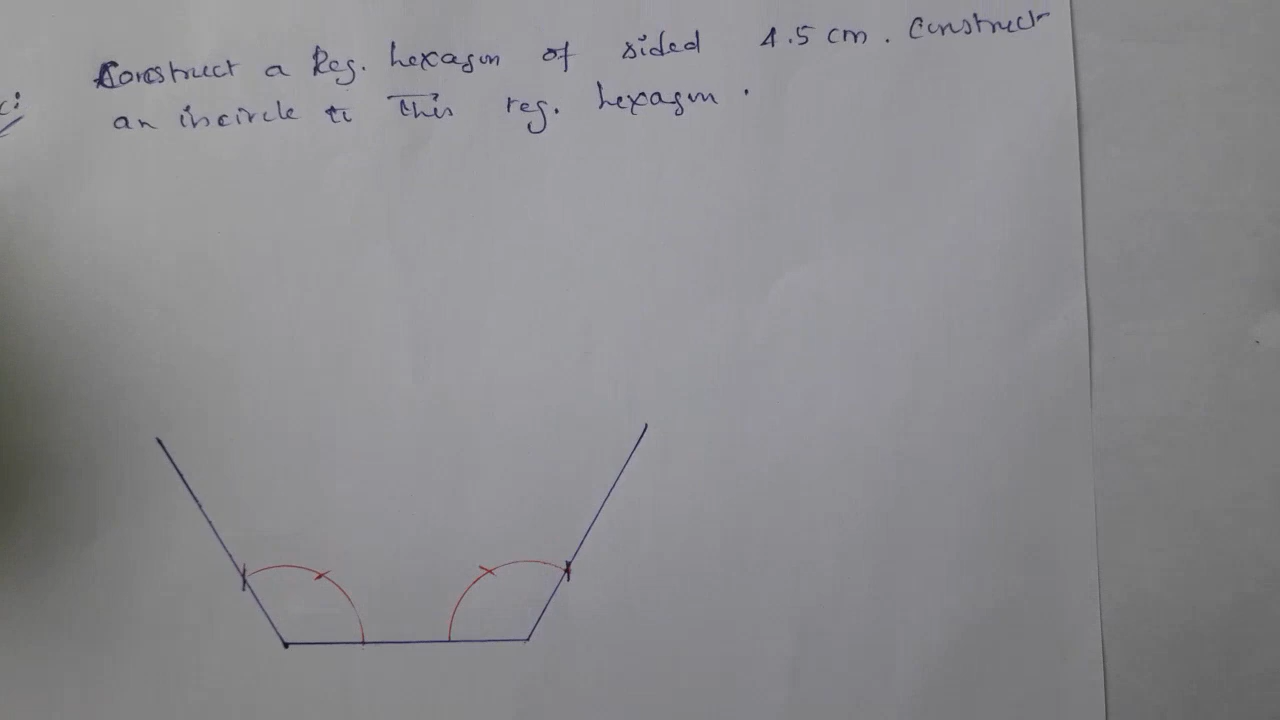 Construct a Reg. hexagon of sided 4.5 cm. Construct
an incircle to This reg. hexagon.